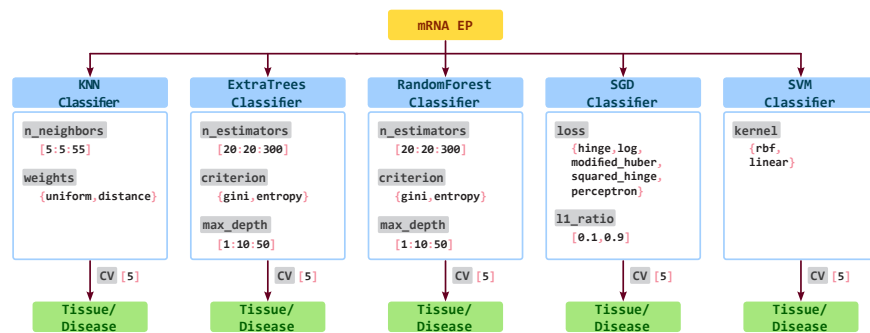 mRNA EP
KNN
Classifier
n_neighbors
[5:5:55]
weights
{uniform,distance}
CV [5]
Tissue/
Disease
ExtraTrees
Classifier
n_estimators
[20:20:300]
criterion
{gini,entropy}
max_depth
[1:10:50]
CV [5]
Tissue/
Disease
RandomForest
Classifier
n_estimators
[20:20:300]
criterion
{gini,entropy}
max_depth
[1:10:50]
CV [5]
Tissue/
Disease
SGD
Classifier
loss
{hinge,log,
modified_huber,
squared_hinge,
perceptron}
l1_ratio
[0.1,0.9]
CV [5]
Tissue/
Disease
SVM
Classifier
kernel
{rbf,
linear}
CV [5]
Tissue/
Disease